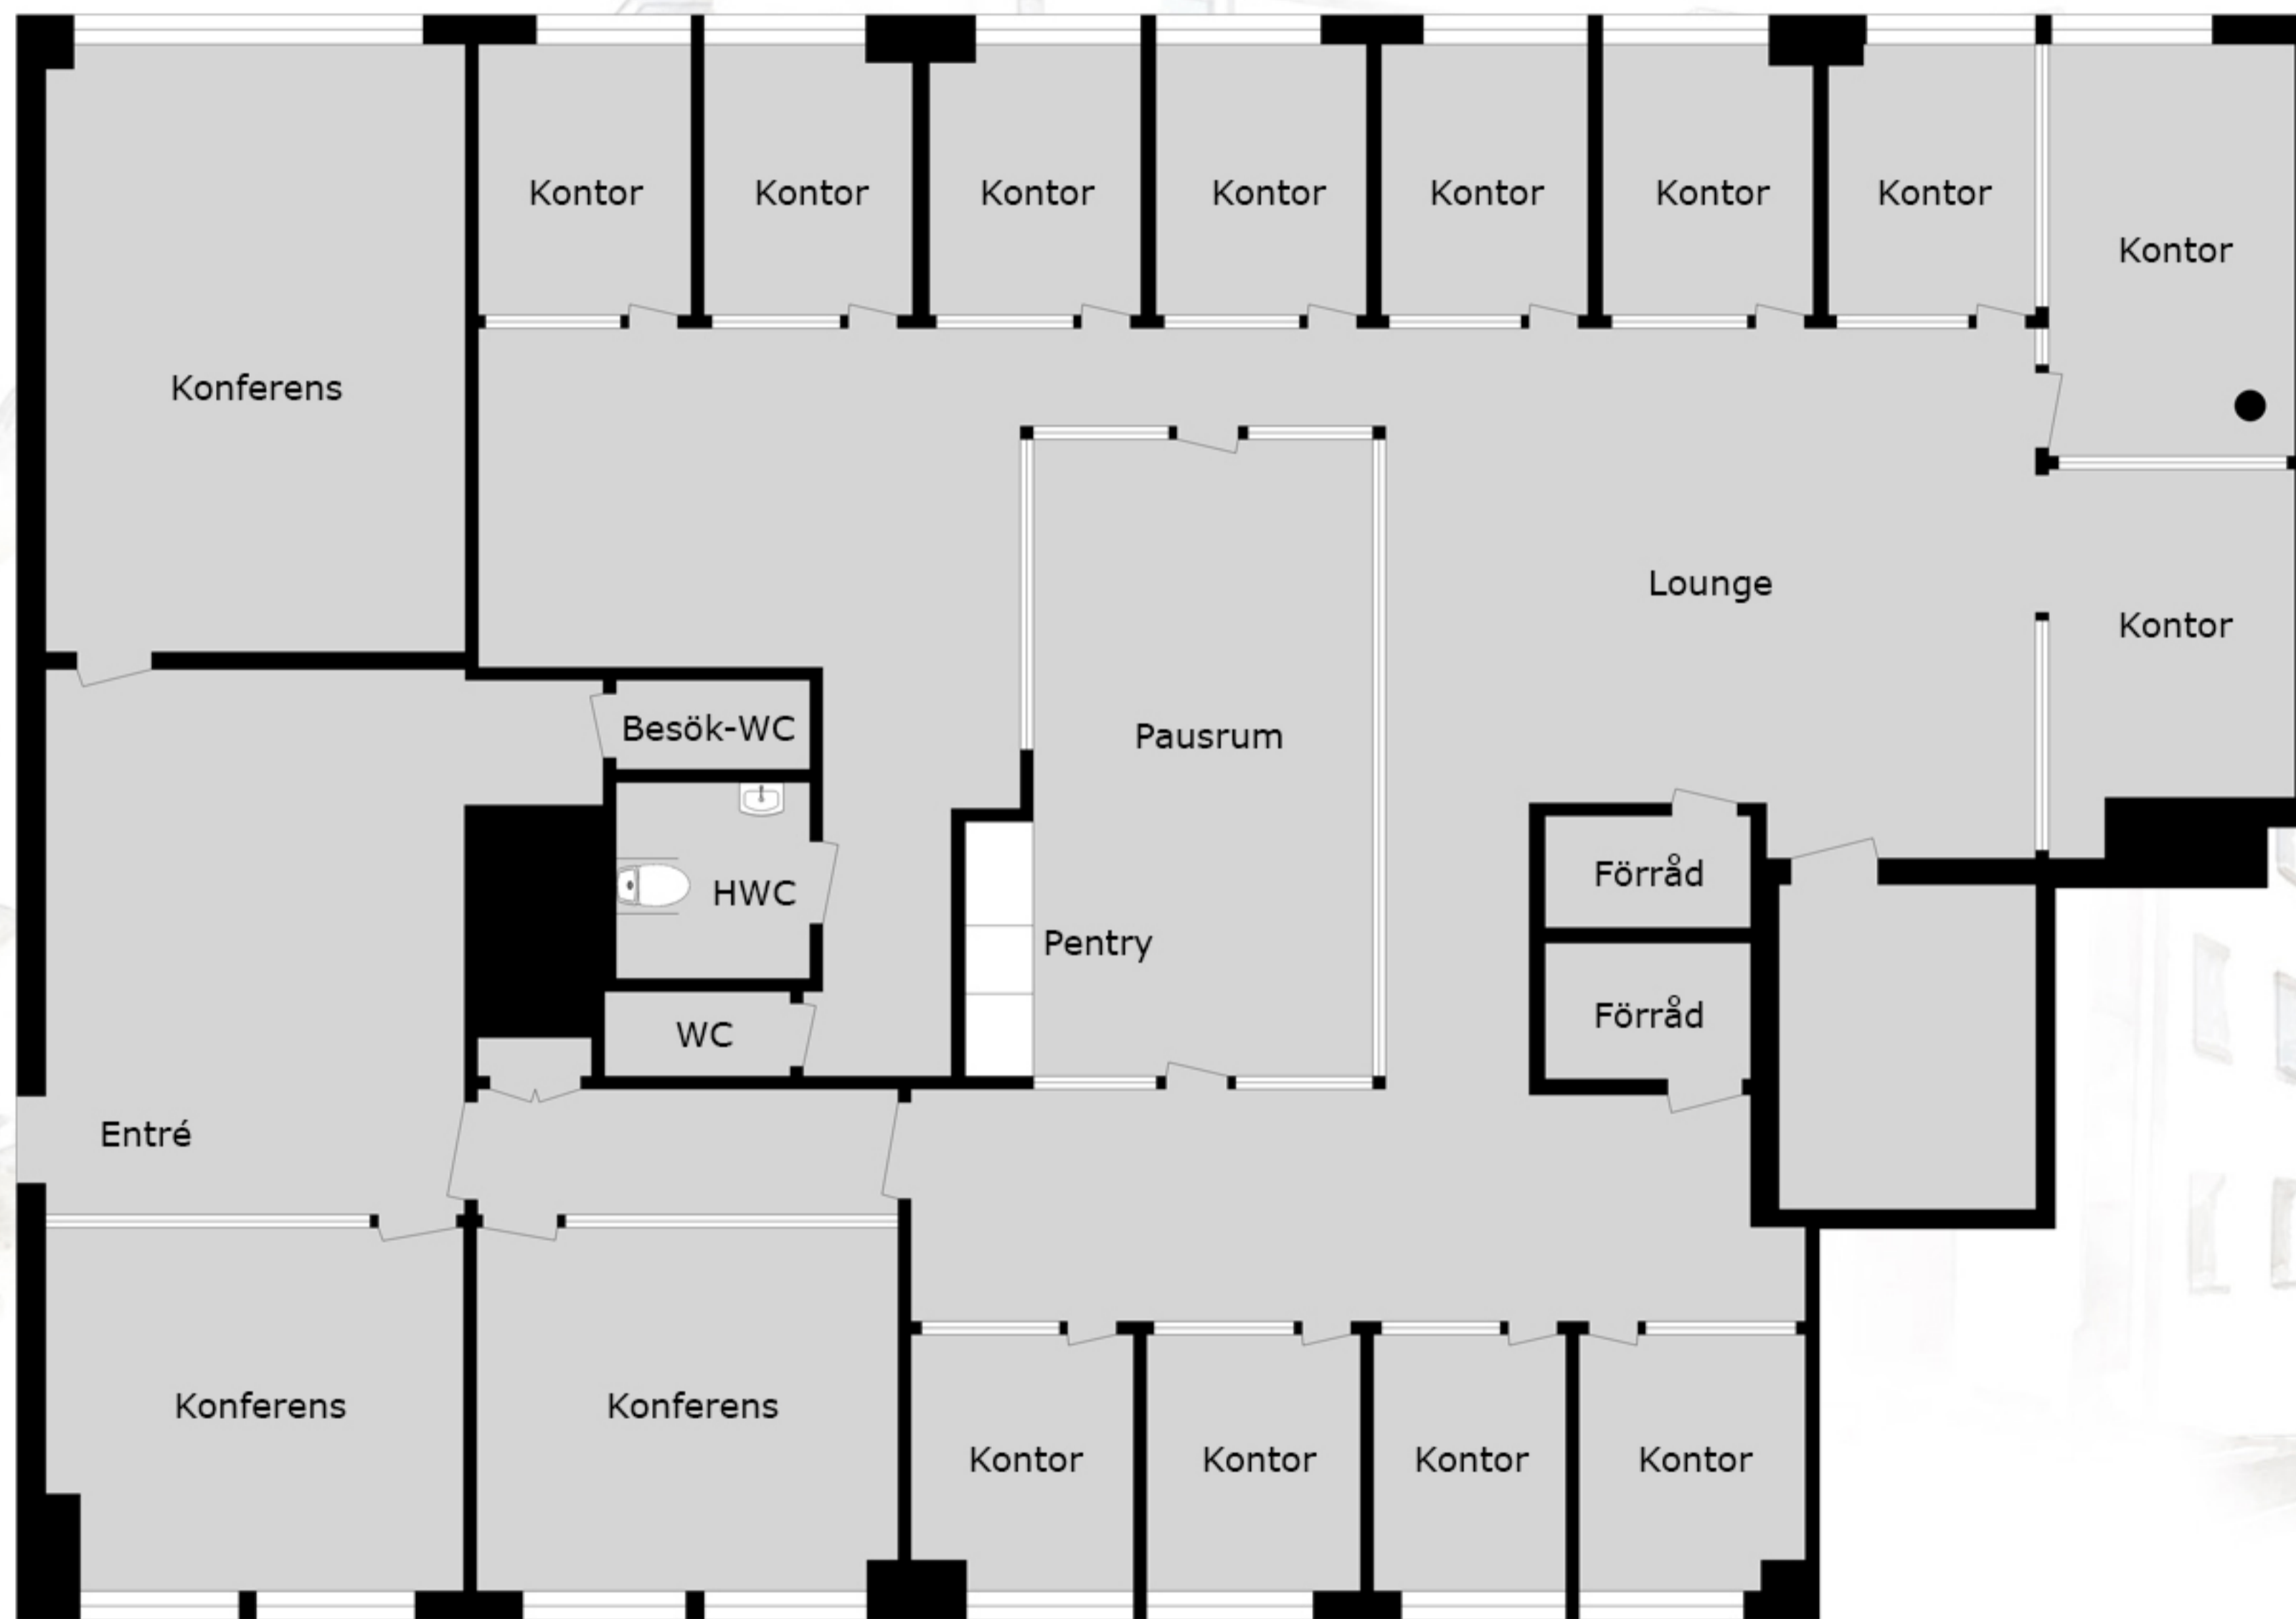 Kontor
Kontor
Kontor
Kontor
Kontor
Kontor
Kontor
Kontor
Konferens
Lounge
Kontor
Besök-WC
Pausrum
HWC
Förråd
Pentry
WC
Förråd
Entré
Konferens
Konferens
Kontor
Kontor
Kontor
Kontor